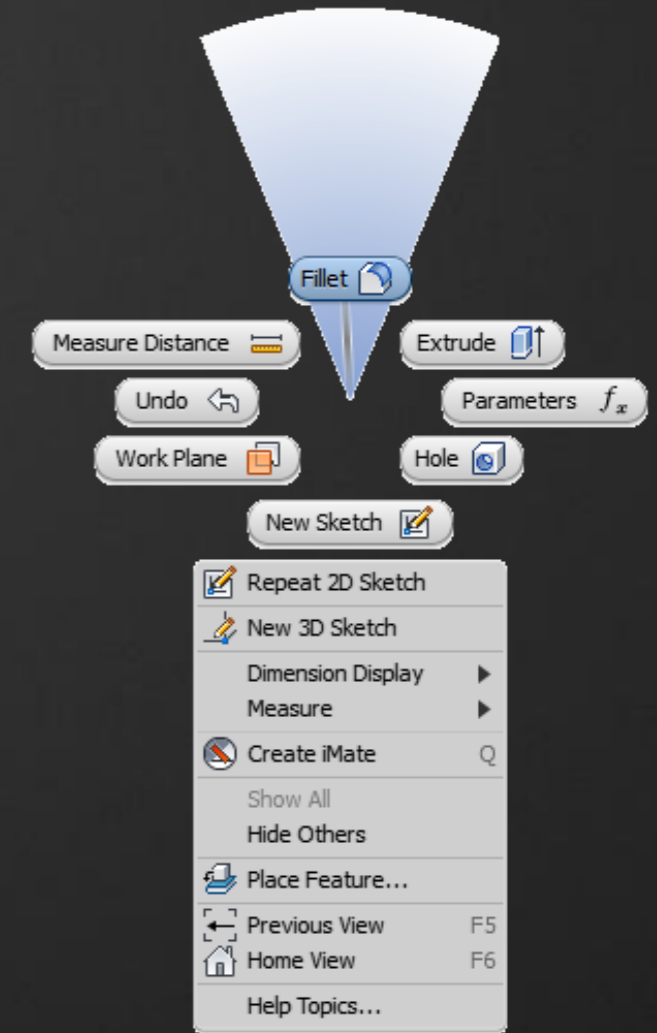 Fillet
Measure Distance
Extrude
Undo
Parameters fx
Work Plane
Hole
New Sketch
Repeat 2D Sketch
New 3D Sketch
Dimension Display
Measure
Create iMate Q
Show All
Hide Others
Place Feature...
Previous View F5
Home View F6
Help Topics...